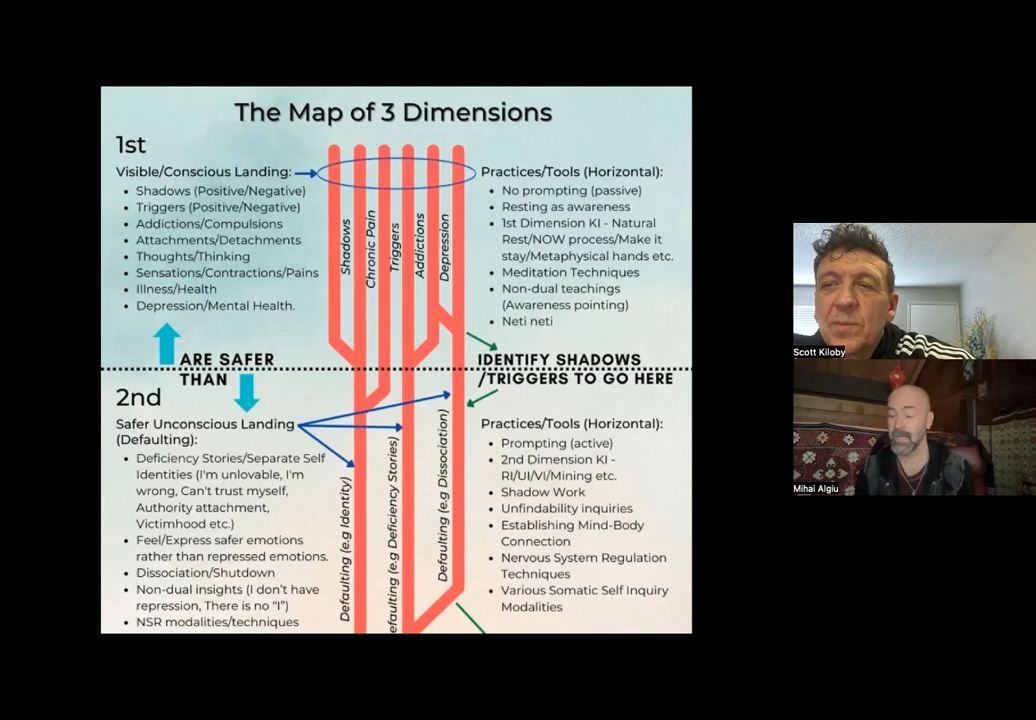 The Map of 3 Dimensions
1st
Visible/Conscious Landing:
Shadows (Positive/Negative)
Triggers (Positive/Negative)
Addictions/Compulsions
Attachments/Detachments
Thoughts/Thinking
Sensations/Contractions/Pains
Illness/Health
Depression/Mental Health.
Shadows
Chronic Pain
Triggers
Addictions
Depression
Practices/Tools (Horizontal):
No prompting (passive)
Resting as awareness
1st Dimension KI - Natural
Rest/NOW process/Make it
stay/Metaphysical hands etc.
Meditation Techniques
Non-dual teachings
(Awareness pointing)
Neti neti
ARE SAFER
THAN
IDENTIFY SHADOWS
/TRIGGERS TO GO HERE
2nd
Safer Unconscious Landing
(Defaulting):
Deficiency Stories/Separate Self
Identities (I'm unlovable, I'm
wrong, Can't trust myself,
Authority attachment,
Victimhood etc.)
Feel/Express safer emotions
rather than repressed emotions.
Dissociation/Shutdown
Non-dual insights (I don't have
repression, There is no “I”)
NSR modalities/techniques
Defaulting (e.g Identity)
efaulting (e.g Deficiency Stories)
Defaulting (e.g Dissociation)
Practices/Tools (Horizontal):
Prompting (active)
2nd Dimension KI -
RI/UI/VI/Mining etc.
Shadow Work
Unfindability inquiries
Establishing Mind-Body
Connection
Nervous System Regulation
Techniques
Various Somatic Self Inquiry
Modalities
Scott Kiloby
Mihai Algiu